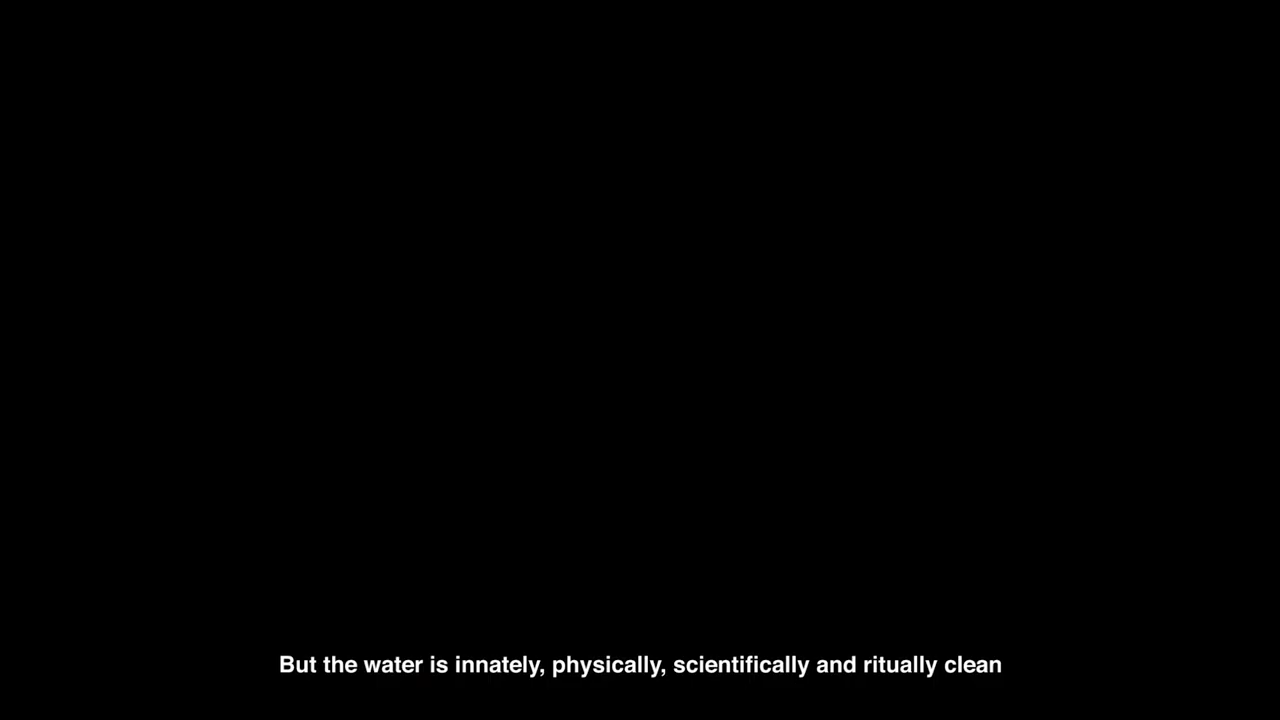 But the water is innately, physically, scientifically and ritually clean